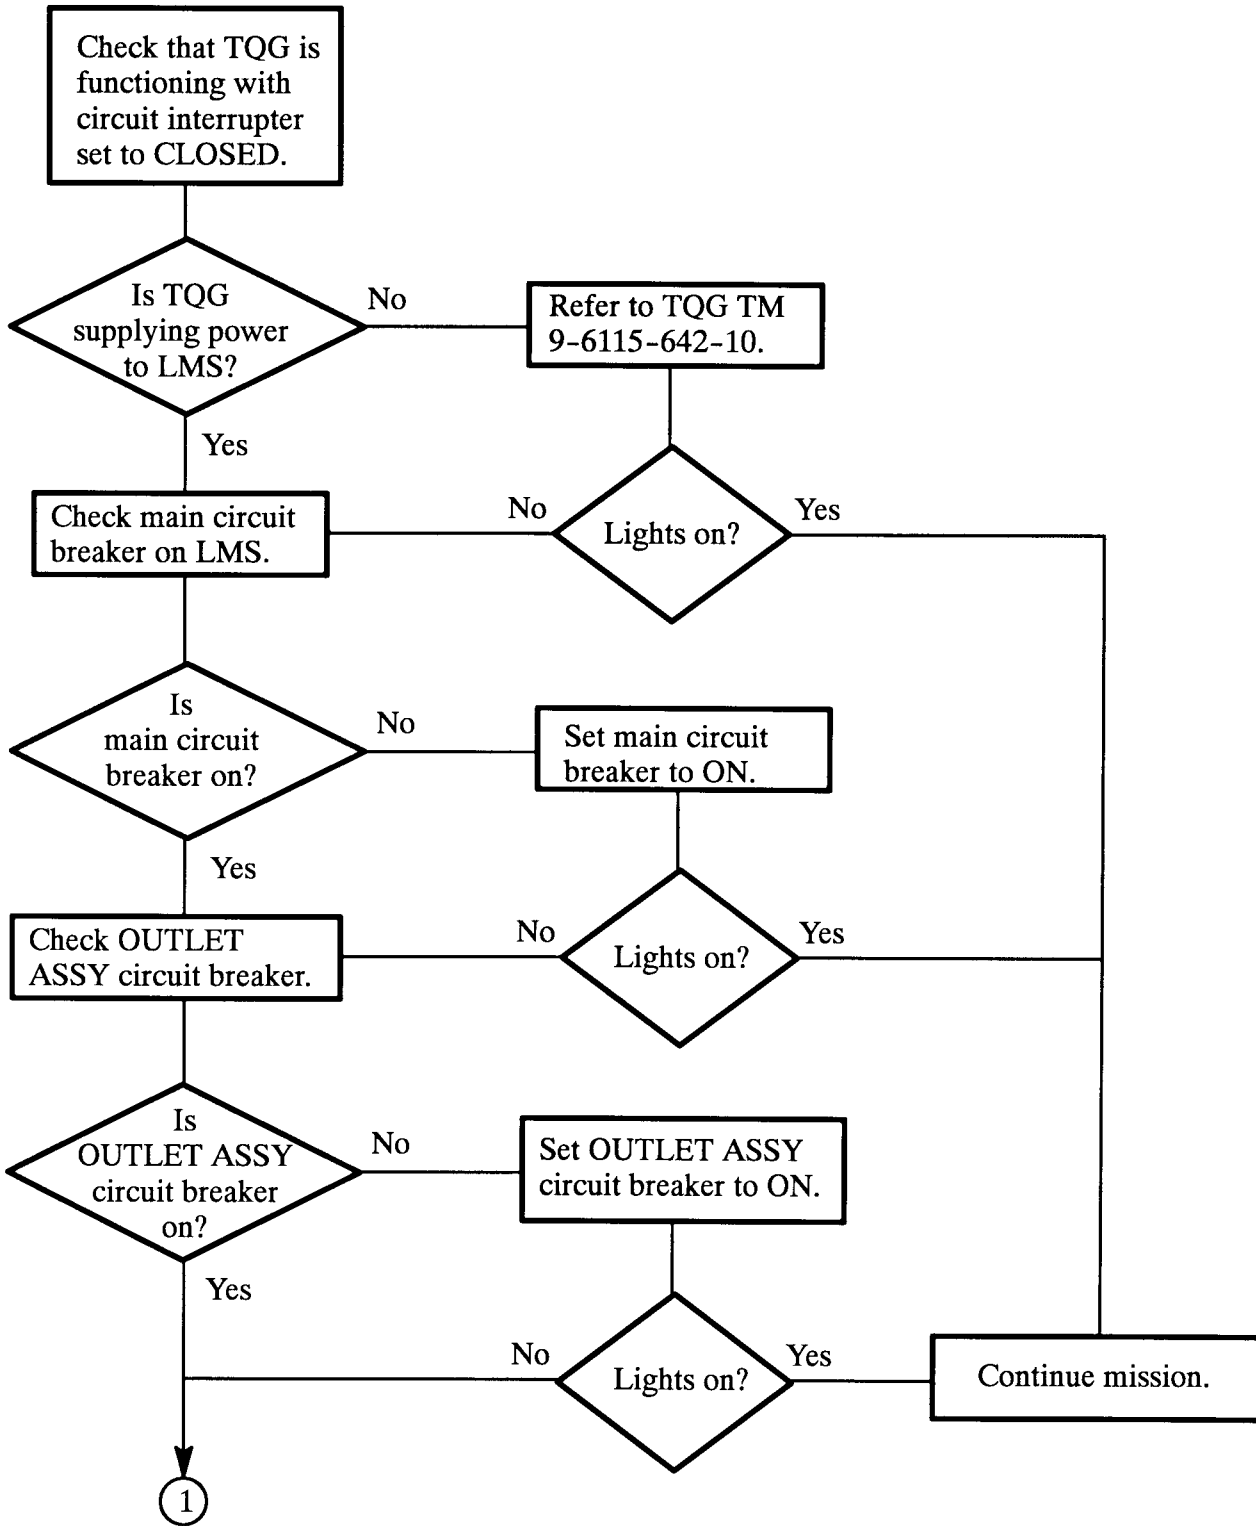 Check that TQG is
functioning with
circuit interrupter
set to CLOSED.
Is TQG
supplying power
to LMS?
No
Refer to TQG TM
9-6115-642-10.
Yes
Check main circuit
breaker on LMS.
No
Lights on?
Yes
Is
main circuit
breaker on?
No
Set main circuit
breaker to ON.
Yes
Check OUTLET
ASSY circuit breaker.
No
Lights on?
Yes
Is
OUTLET ASSY
circuit breaker
on?
No
Set OUTLET ASSY
circuit breaker to ON.
Yes
No
Lights on?
Yes
Continue mission.
1